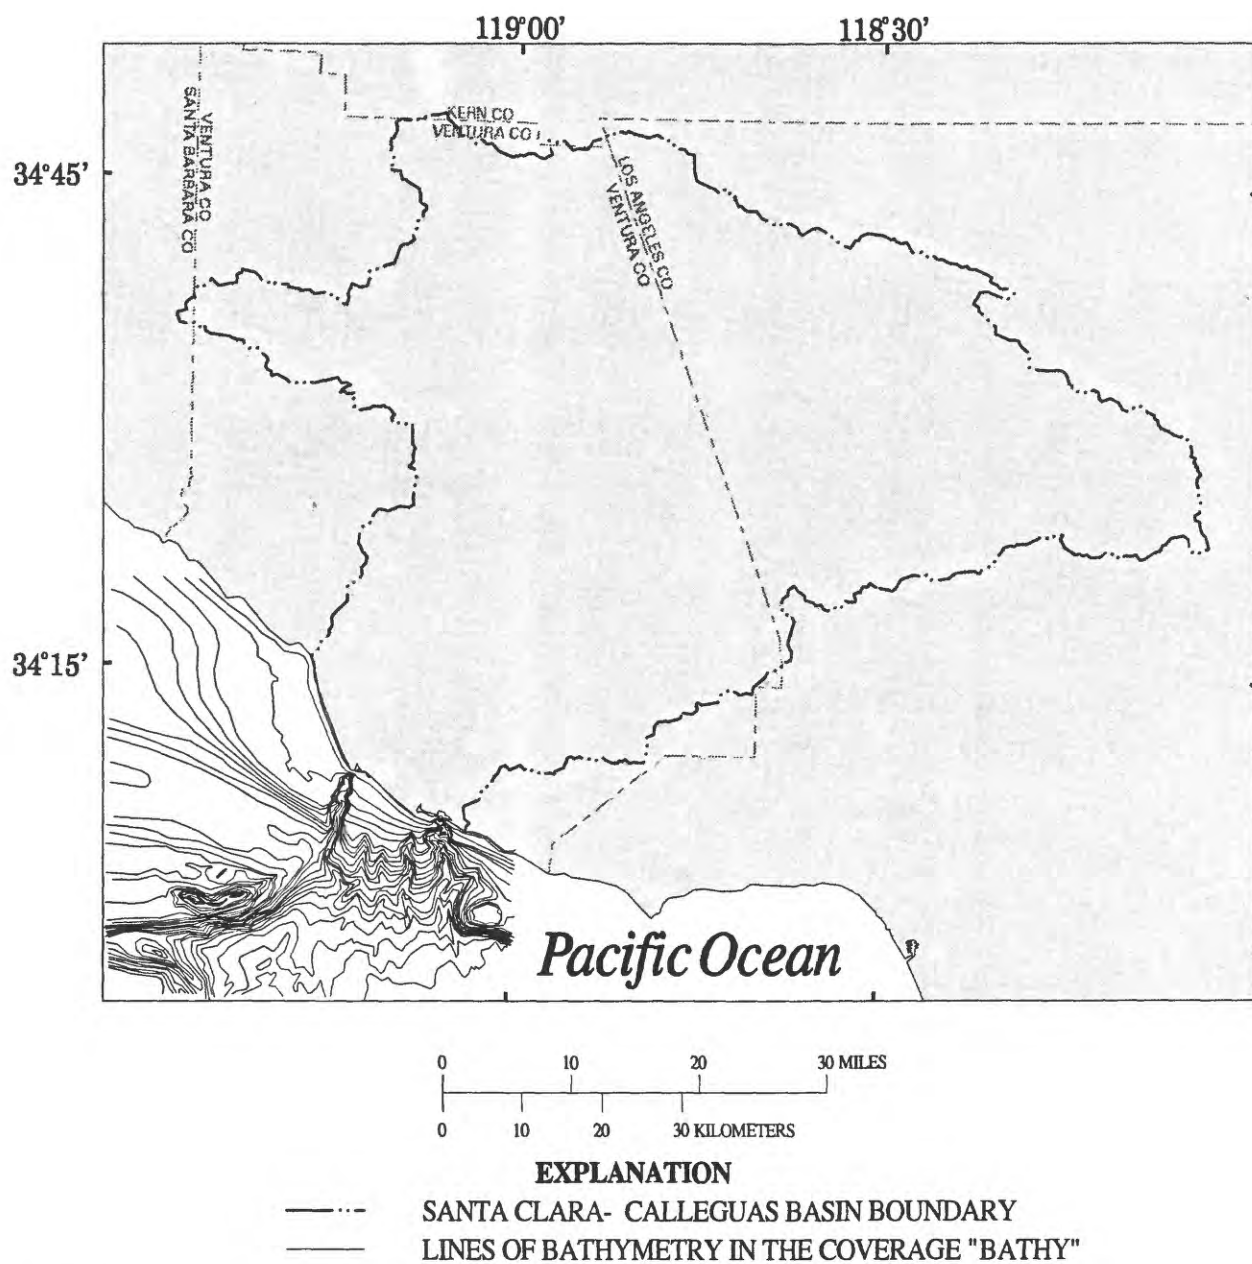 119°00' 118°30'
34°45'
34°15'
VENTURA CO
SANTA BARBARA CO
KERN CO
VENTURA CO
LOS ANGELES CO
VENTURA CO
Pacific Ocean
0 10 20 30 MILES
0 10 20 30 KILOMETERS
EXPLANATION
SANTA CLARA- CALLEGUAS BASIN BOUNDARY
LINES OF BATHYMETRY IN THE COVERAGE "BATHY"